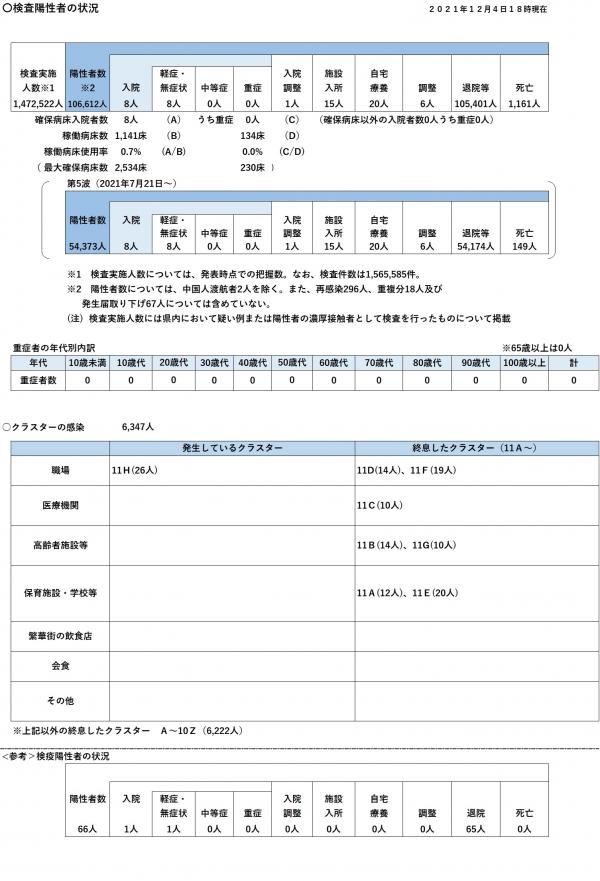 〇検査陽性者の状況
２０２１年１２月４日１８時現在
検査実施人数※1 陽性者数※2 入院 軽症・無症状 中等症 重症 入院調整 施設入所 自宅療養 調整 退院等 死亡
1,472,522人 106,612人 8人 8人 0人 0人 1人 15人 20人 6人 105,401人 1,161人
確保病床入院者数 8人 (A) うち重症 0人 (C) （確保病床以外の入院者数0人うち重症0人）
稼働病床数 1,141床 (B) 134床 (D)
稼働病床使用率 0.7% (A/B) 0.0% (C/D)
（最大確保病床数 2,534床 230床 ）
第5波（2021年7月21日～）
陽性者数 入院 軽症・無症状 中等症 重症 入院調整 施設入所 自宅療養 調整 退院等 死亡
54,373人 8人 8人 0人 0人 1人 15人 20人 6人 54,174人 149人
※1 検査実施人数については、発表時点での把握数。なお、検査件数は1,565,585件。
※2 陽性者数については、中国人渡航者2人を除く。また、再感染296人、重複分18人及び
発生届取り下げ67人については含めていない。
(注) 検査実施人数には県内において疑い例または陽性者の濃厚接触者として検査を行ったものについて掲載
重症者の年代別内訳
※65歳以上は0人
年代 10歳未満 10歳代 20歳代 30歳代 40歳代 50歳代 60歳代 70歳代 80歳代 90歳代 100歳以上 計
重症者数 0 0 0 0 0 0 0 0 0 0 0 0
〇クラスターの感染 6,347人
発生しているクラスター 終息したクラスター（11Ａ～）
職場 11Ｈ(26人) 11D(14人)、11Ｆ(19人)
医療機関 11Ｃ(10人)
高齢者施設等 11Ｂ(14人)、11G(10人)
保育施設・学校等 11Ａ(12人)、11Ｅ(20人)
繁華街の飲食店
会食
その他
※上記以外の終息したクラスター Ａ～10Ｚ（6,222人）
<参考＞検疫陽性者の状況
陽性者数 入院 軽症・無症状 中等症 重症 入院調整 施設入所 自宅療養 調整 退院 死亡
66人 1人 1人 0人 0人 0人 0人 0人 0人 65人 0人